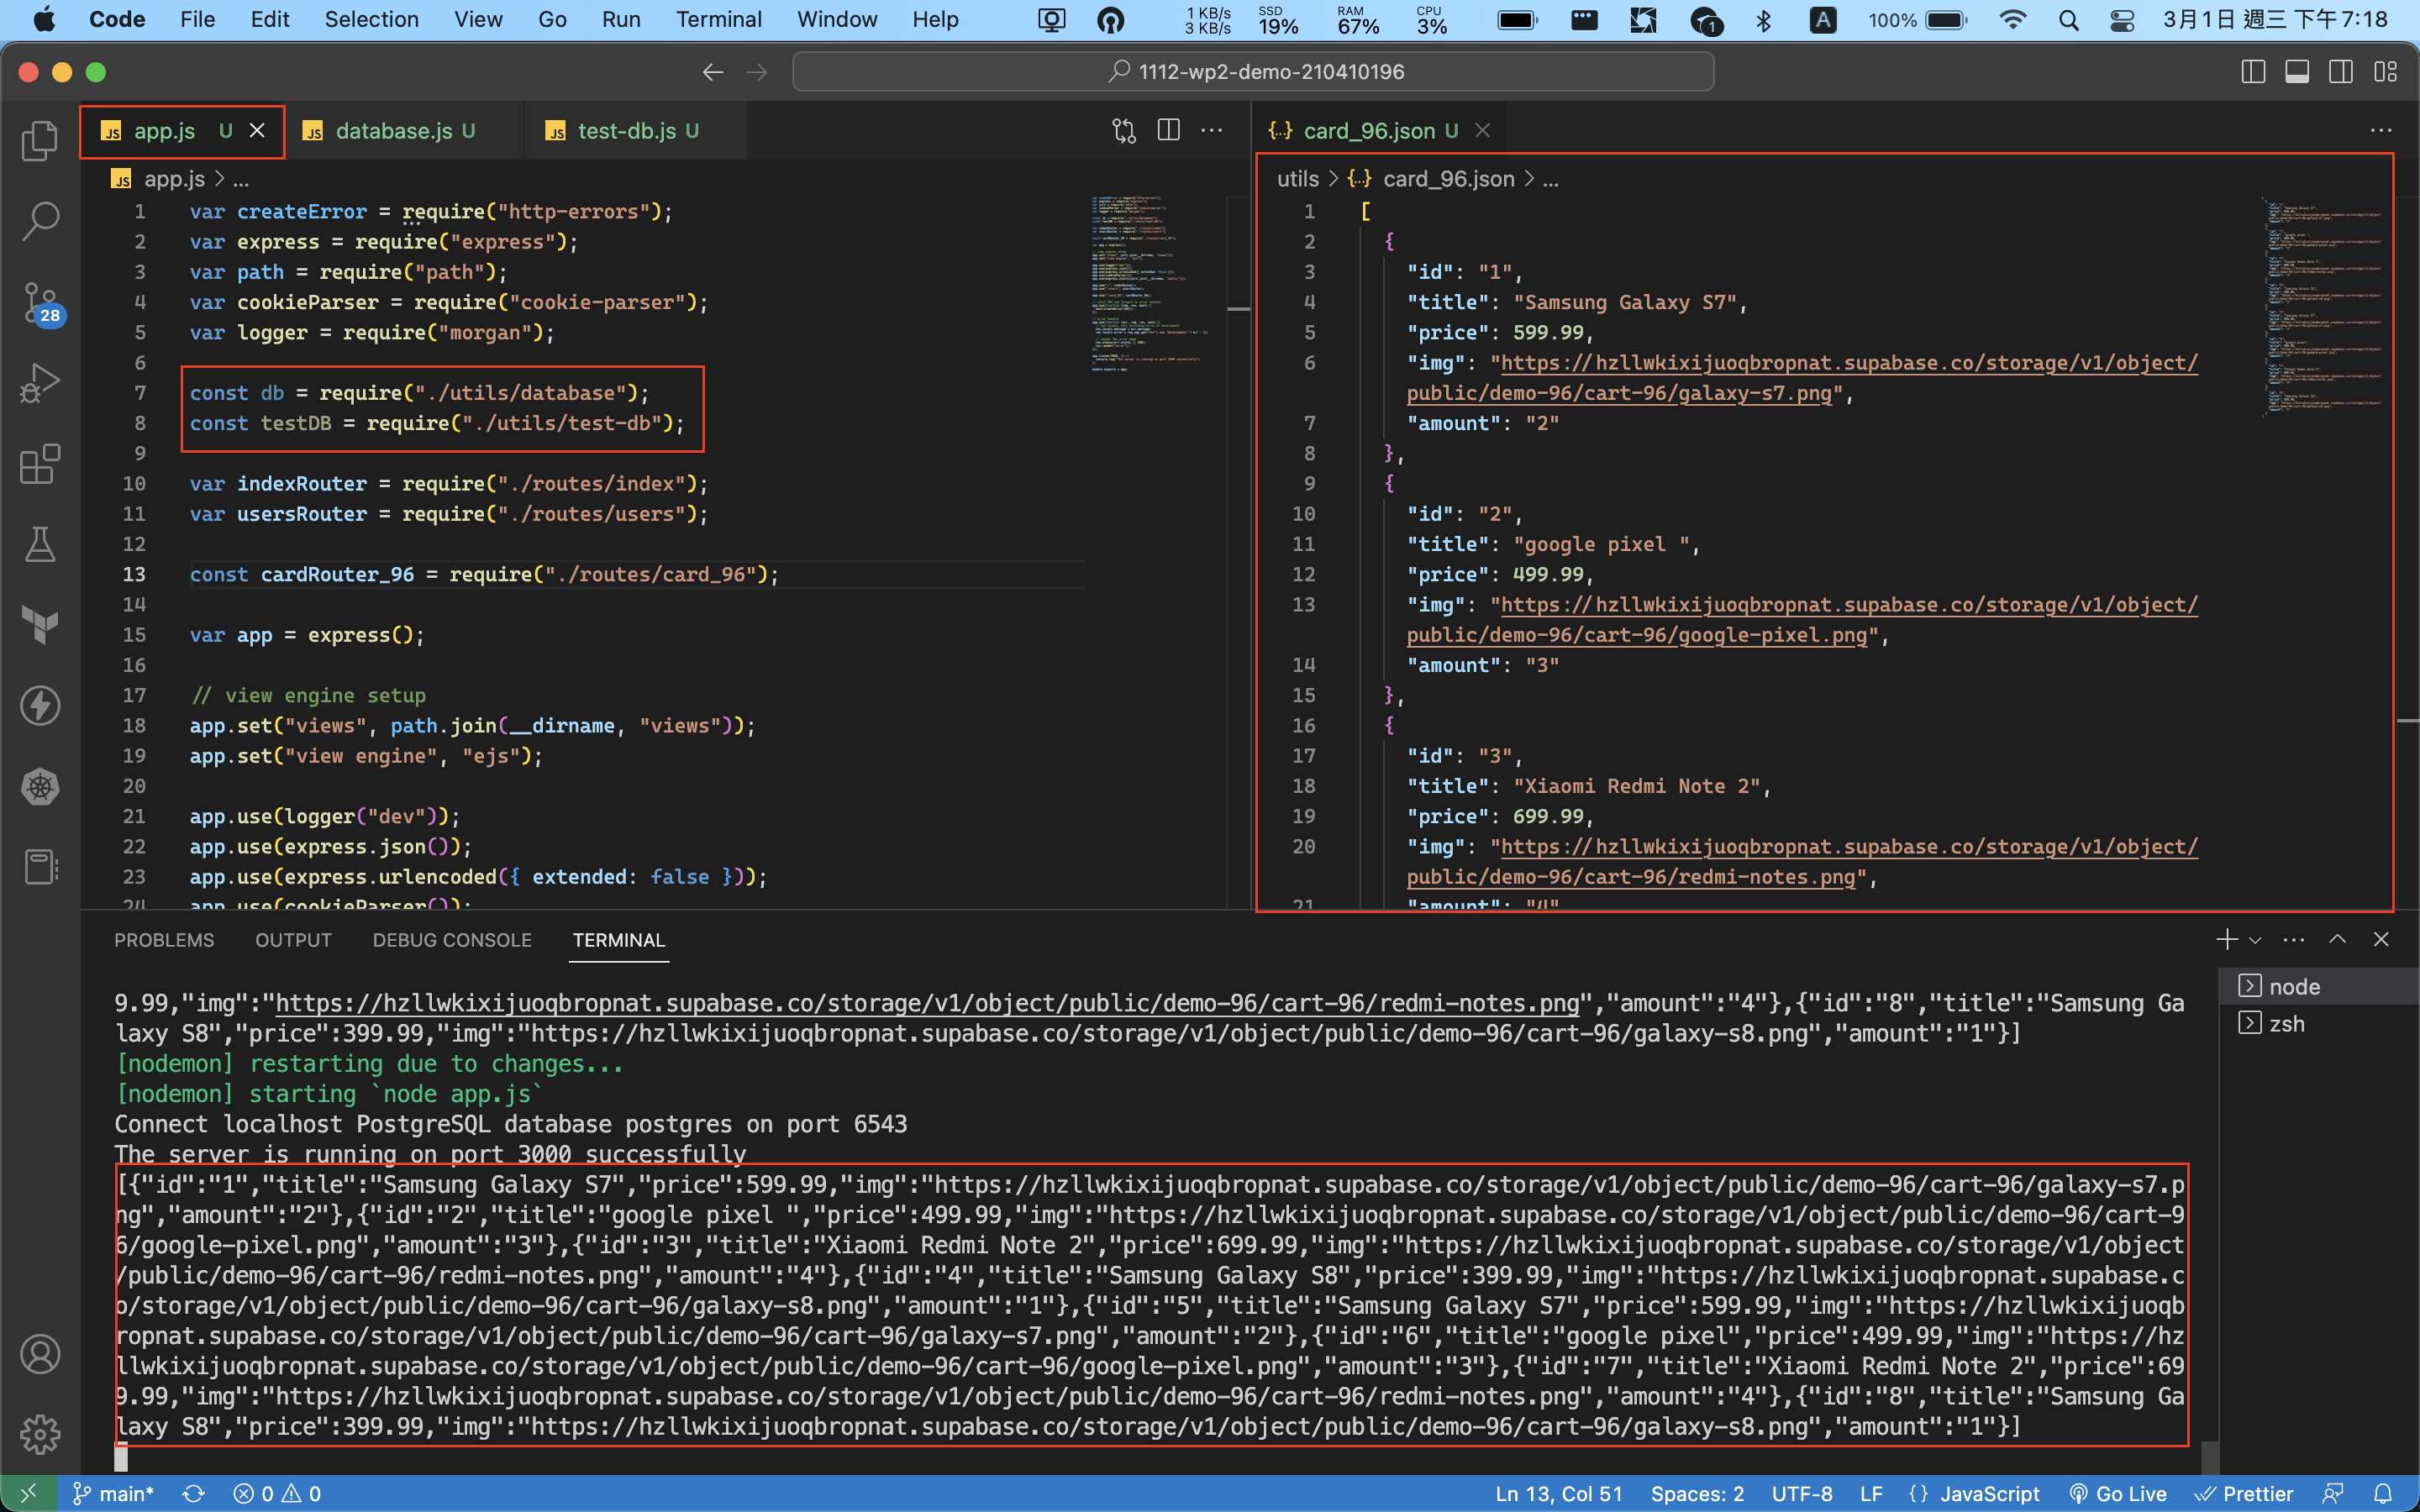 Code File Edit Selection View Go Run Terminal Window Help 1 KB/s 3 KB/s SSD 19% RAM 67% CPU 3% 1 A 100% 3月1日 週三 下午7:18
1112-wp2-demo-210410196
JS app.js U JS database.js U JS test-db.js U
JS app.js > ...
1 var createError = require("http-errors");
2 var express = require("express");
3 var path = require("path");
4 var cookieParser = require("cookie-parser");
5 var logger = require("morgan");
6
7 const db = require("./utils/database");
8 const testDB = require("./utils/test-db");
9
10 var indexRouter = require("./routes/index");
11 var usersRouter = require("./routes/users");
12
13 const cardRouter_96 = require("./routes/card_96");
14
15 var app = express();
16
17 // view engine setup
18 app.set("views", path.join(__dirname, "views"));
19 app.set("view engine", "ejs");
20
21 app.use(logger("dev"));
22 app.use(express.json());
23 app.use(express.urlencoded({ extended: false }));
24 app.use(cookieParser());
{..} card_96.json U
utils > {..} card_96.json > ...
1 [
2 {
3 "id": "1",
4 "title": "Samsung Galaxy S7",
5 "price": 599.99,
6 "img": "https://hzllwkixijuoqbropnat.supabase.co/storage/v1/object/
public/demo-96/cart-96/galaxy-s7.png",
7 "amount": "2"
8 },
9 {
10 "id": "2",
11 "title": "google pixel ",
12 "price": 499.99,
13 "img": "https://hzllwkixijuoqbropnat.supabase.co/storage/v1/object/
public/demo-96/cart-96/google-pixel.png",
14 "amount": "3"
15 },
16 {
17 "id": "3",
18 "title": "Xiaomi Redmi Note 2",
19 "price": 699.99,
20 "img": "https://hzllwkixijuoqbropnat.supabase.co/storage/v1/object/
public/demo-96/cart-96/redmi-notes.png",
21 "amount": "4"
28
PROBLEMS OUTPUT DEBUG CONSOLE TERMINAL
9.99,"img":"https://hzllwkixijuoqbropnat.supabase.co/storage/v1/object/public/demo-96/cart-96/redmi-notes.png","amount":"4"},{"id":"8","title":"Samsung Ga
laxy S8","price":399.99,"img":"https://hzllwkixijuoqbropnat.supabase.co/storage/v1/object/public/demo-96/cart-96/galaxy-s8.png","amount":"1"}]
[nodemon] restarting due to changes...
[nodemon] starting `node app.js`
Connect localhost PostgreSQL database postgres on port 6543
The server is running on port 3000 successfully
[{"id":"1","title":"Samsung Galaxy S7","price":599.99,"img":"https://hzllwkixijuoqbropnat.supabase.co/storage/v1/object/public/demo-96/cart-96/galaxy-s7.p
ng","amount":"2"},{"id":"2","title":"google pixel ","price":499.99,"img":"https://hzllwkixijuoqbropnat.supabase.co/storage/v1/object/public/demo-96/cart-9
6/google-pixel.png","amount":"3"},{"id":"3","title":"Xiaomi Redmi Note 2","price":699.99,"img":"https://hzllwkixijuoqbropnat.supabase.co/storage/v1/object
/public/demo-96/cart-96/redmi-notes.png","amount":"4"},{"id":"4","title":"Samsung Galaxy S8","price":399.99,"img":"https://hzllwkixijuoqbropnat.supabase.c
o/storage/v1/object/public/demo-96/cart-96/galaxy-s8.png","amount":"1"},{"id":"5","title":"Samsung Galaxy S7","price":599.99,"img":"https://hzllwkixijuoqb
ropnat.supabase.co/storage/v1/object/public/demo-96/cart-96/galaxy-s7.png","amount":"2"},{"id":"6","title":"google pixel","price":499.99,"img":"https://hz
llwkixijuoqbropnat.supabase.co/storage/v1/object/public/demo-96/cart-96/google-pixel.png","amount":"3"},{"id":"7","title":"Xiaomi Redmi Note 2","price":69
9.99,"img":"https://hzllwkixijuoqbropnat.supabase.co/storage/v1/object/public/demo-96/cart-96/redmi-notes.png","amount":"4"},{"id":"8","title":"Samsung Ga
laxy S8","price":399.99,"img":"https://hzllwkixijuoqbropnat.supabase.co/storage/v1/object/public/demo-96/cart-96/galaxy-s8.png","amount":"1"}]
node
zsh
main* 0 0 Ln 13, Col 51 Spaces: 2 UTF-8 LF {} JavaScript Go Live Prettier